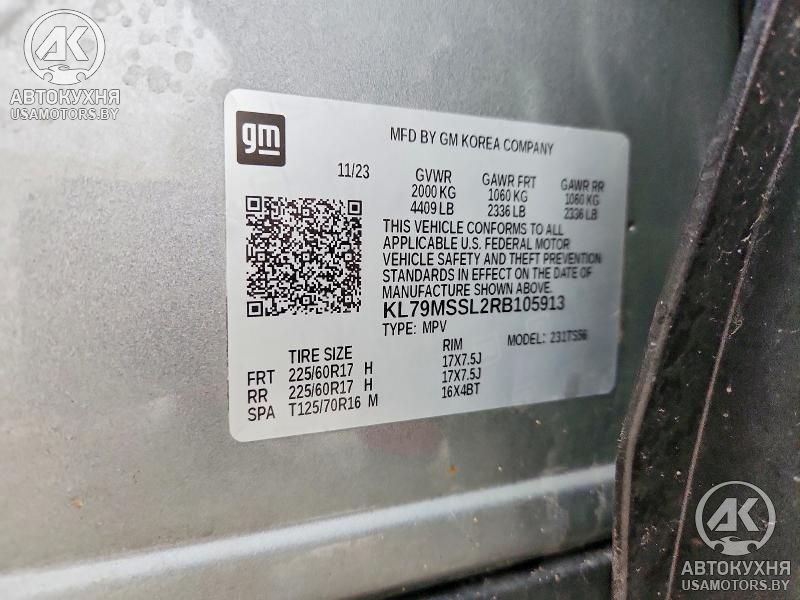 AK
АВТОКУХНЯ
USAMOTORS.BY
gm
MFD BY GM KOREA COMPANY
11/23 GVWR GAWR FRT GAWR RR
2000 KG 1060 KG 1060 KG
4409 LB 2336 LB 2336 LB
THIS VEHICLE CONFORMS TO ALL
APPLICABLE U.S. FEDERAL MOTOR
VEHICLE SAFETY AND THEFT PREVENTION
STANDARDS IN EFFECT ON THE DATE OF
MANUFACTURE SHOWN ABOVE.
KL79MSSL2RB105913
TYPE: MPV MODEL: 231TS56
TIRE SIZE RIM
FRT 225/60R17 H 17X7.5J
RR 225/60R17 H 17X7.5J
SPA T125/70R16 M 16X4BT
AK
АВТОКУХНЯ
USAMOTORS.BY